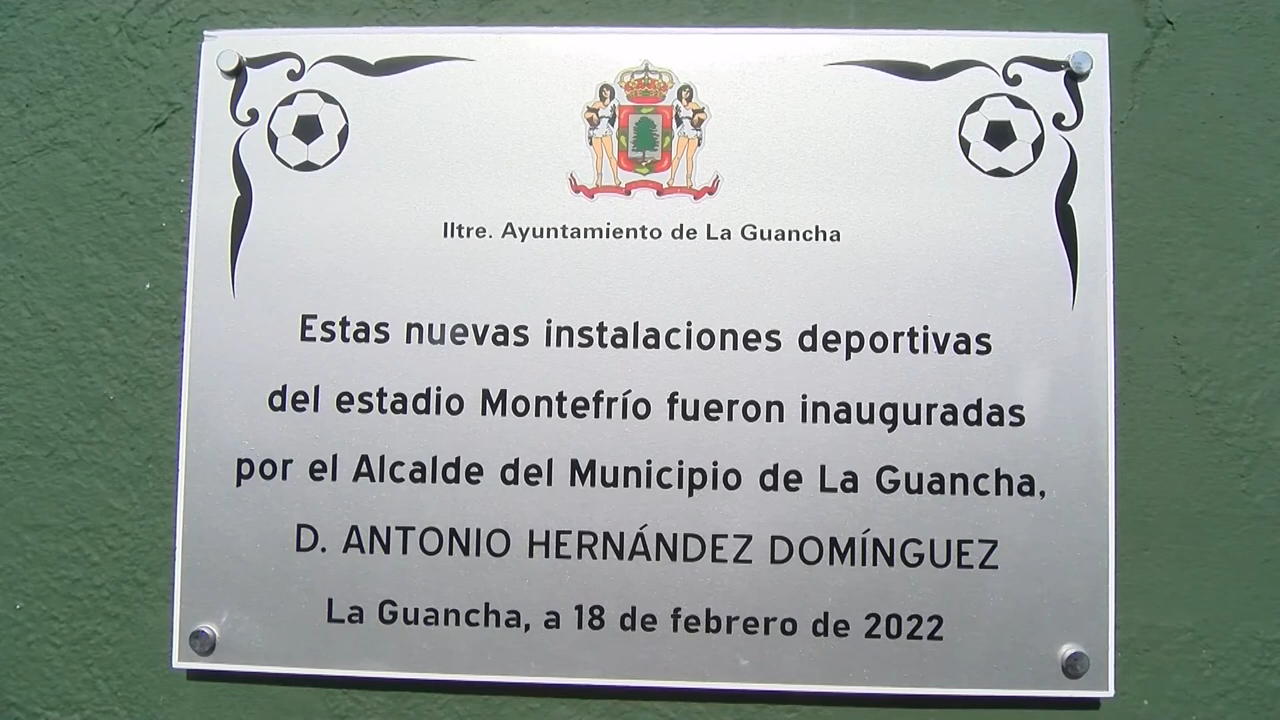 Iltre. Ayuntamiento de La Guancha
Estas nuevas instalaciones deportivas
del estadio Montefrío fueron inauguradas
por el Alcalde del Municipio de La Guancha,
D. ANTONIO HERNÁNDEZ DOMÍNGUEZ
La Guancha, a 18 de febrero de 2022